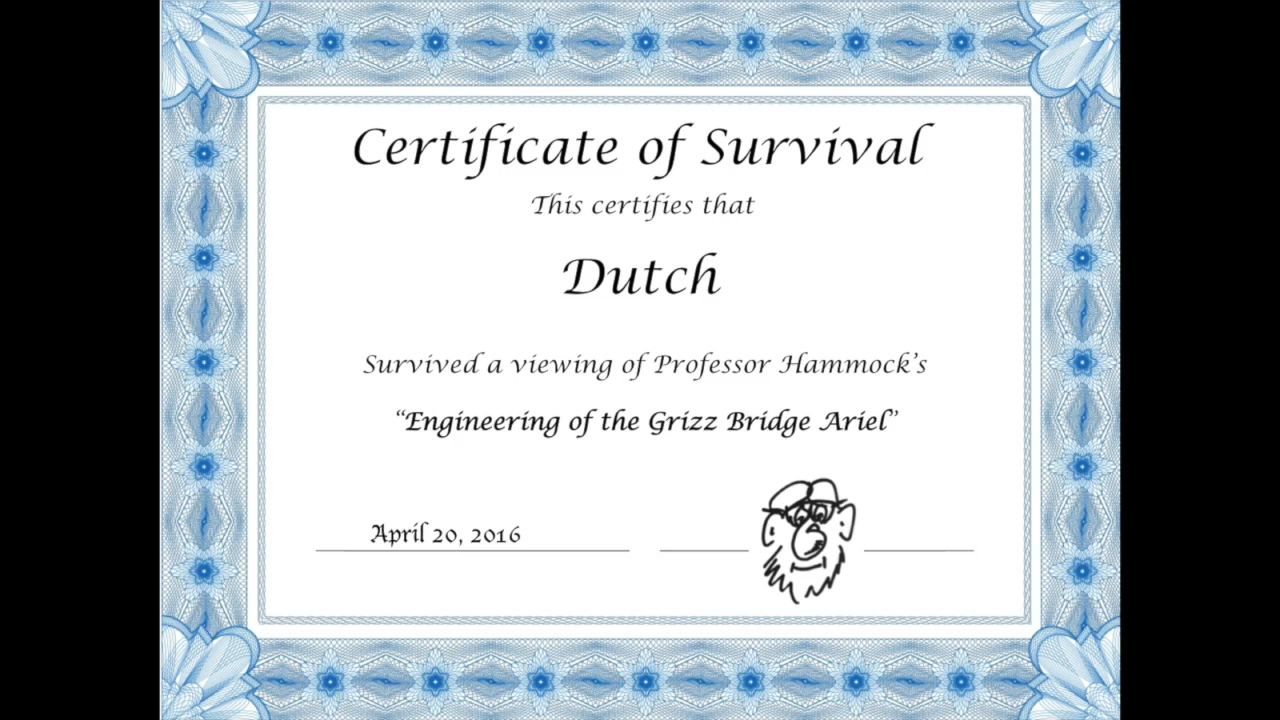 Certificate of Survival
This certifies that
Dutch
Survived a viewing of Professor Hammock's
“Engineering of the Grizz Bridge Ariel”
April 20, 2016